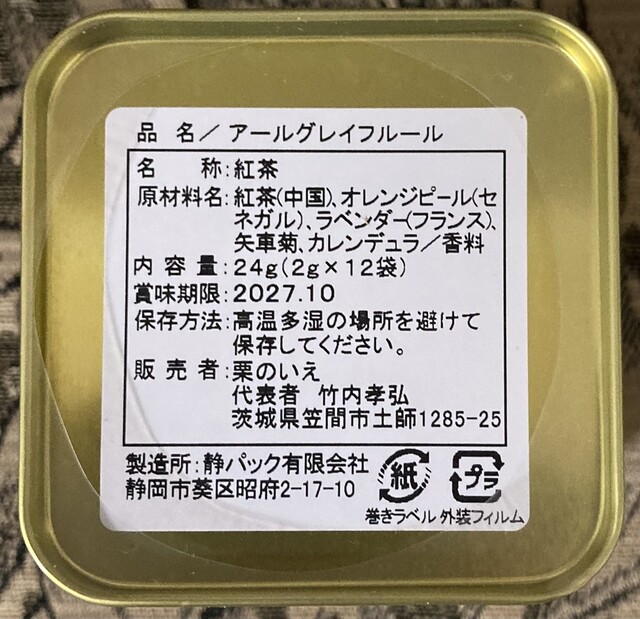 品 名／ アールグレイフルール
名 称：紅茶
原材料名：紅茶(中国)、オレンジピール(セ
ネガル)、ラベンダー(フランス)、
矢車菊、カレンデュラ／香料
内 容 量：24g(2g×12袋)
賞味期限：2027.10
保存方法：高温多湿の場所を避けて
保存してください。
販 売 者：栗のいえ
代表者 竹内孝弘
茨城県笠間市土師1285-25
製造所：静パック有限会社
静岡市葵区昭府2-17-10
紙 プラ
巻きラベル 外装フィルム